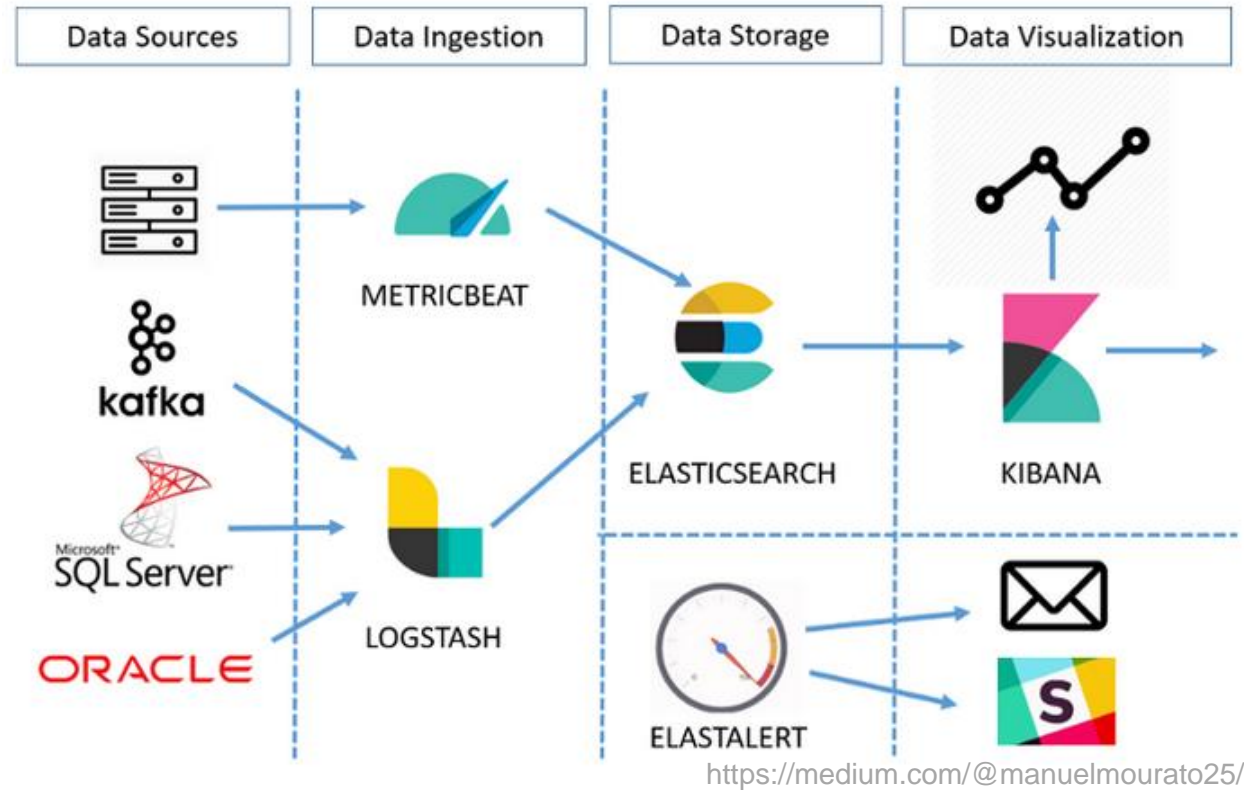 Data Sources
Data Ingestion
Data Storage
Data Visualization
METRICBEAT
kafka
ELASTICSEARCH
KIBANA
Microsoft®
SQL Server®
LOGSTASH
ORACLE
S
ELASTALERT
https://medium.com/@manuelmourato25/